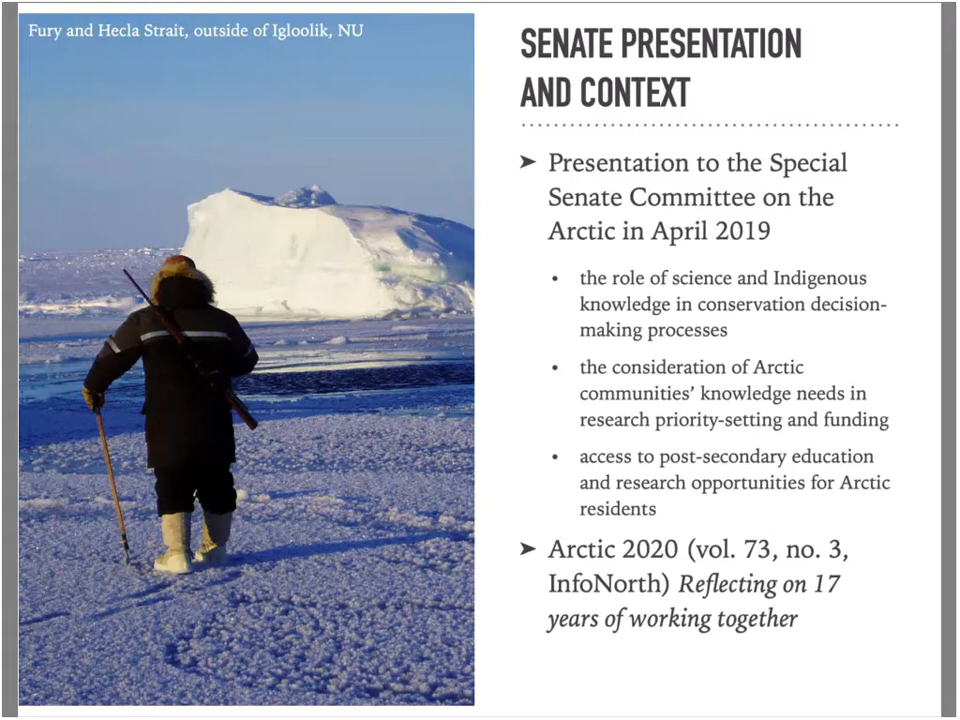 Fury and Hecla Strait, outside of Igloolik, NU
SENATE PRESENTATION
AND CONTEXT
➤ Presentation to the Special
Senate Committee on the
Arctic in April 2019
• the role of science and Indigenous
knowledge in conservation decision-
making processes
• the consideration of Arctic
communities’ knowledge needs in
research priority-setting and funding
• access to post-secondary education
and research opportunities for Arctic
residents
➤ Arctic 2020 (vol. 73, no. 3,
InfoNorth) Reflecting on 17
years of working together